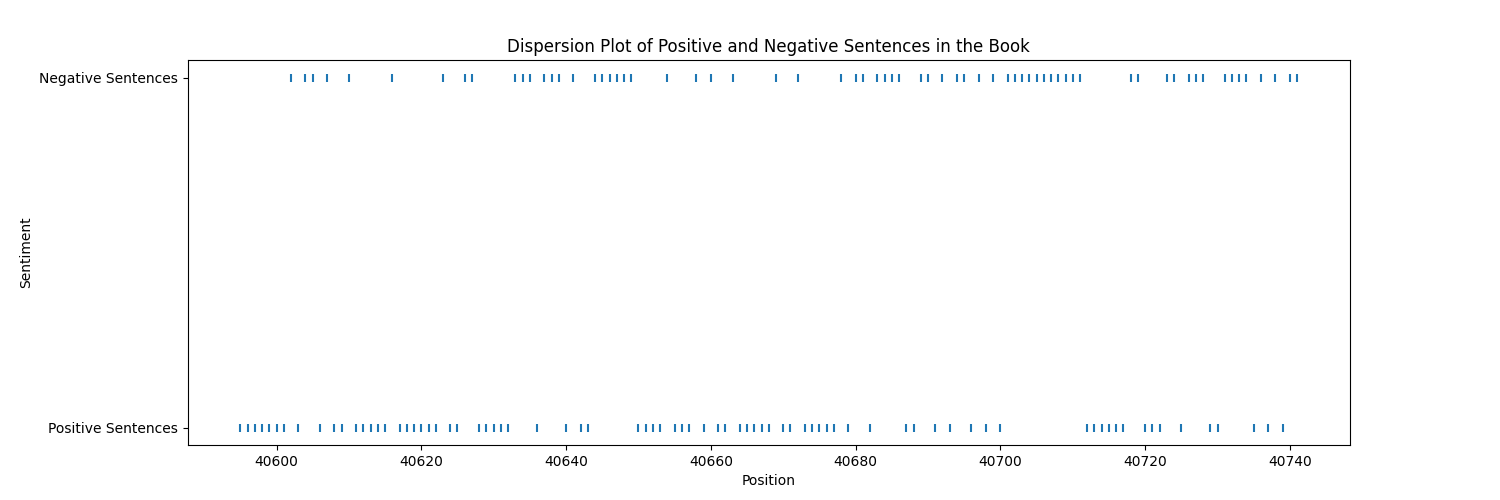 Dispersion Plot of Positive and Negative Sentences in the Book
Negative Sentences
Sentiment
Positive Sentences
40600 40620 40640 40660 40680 40700 40720 40740
Position